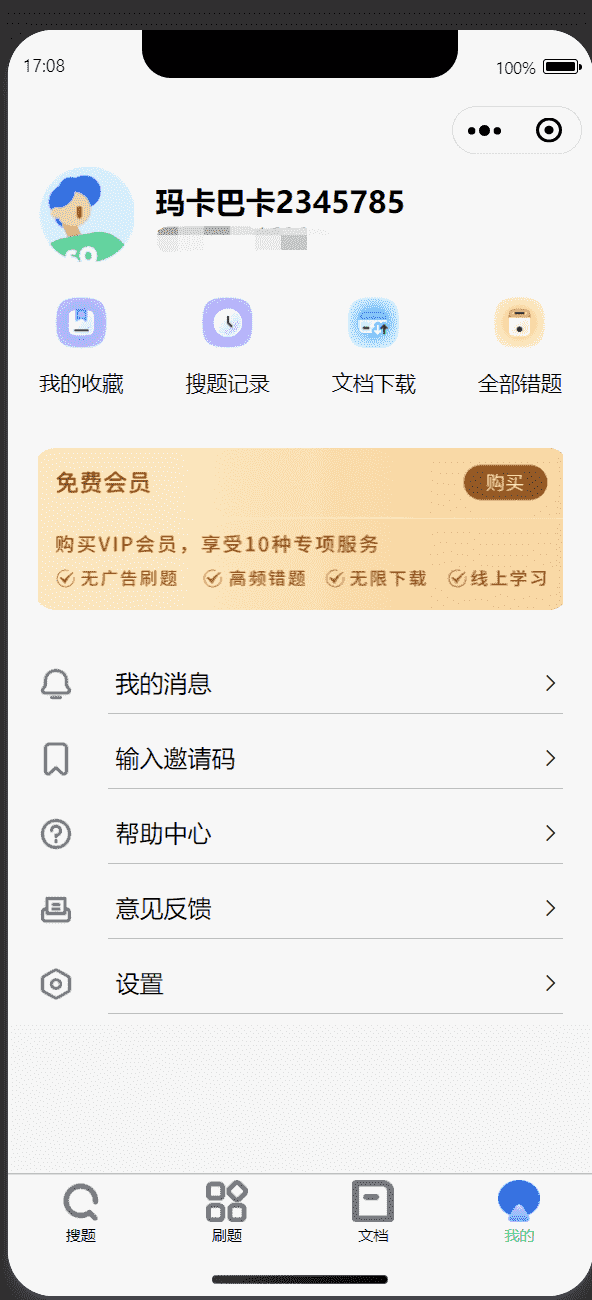 17:08
100%
玛卡巴卡2345785
我的收藏 搜题记录 文档下载 全部错题
免费会员 购买
购买VIP会员，享受10种专项服务
无广告刷题 高频错题 无限下载 线上学习
我的消息
输入邀请码
帮助中心
意见反馈
设置
搜题 刷题 文档 我的